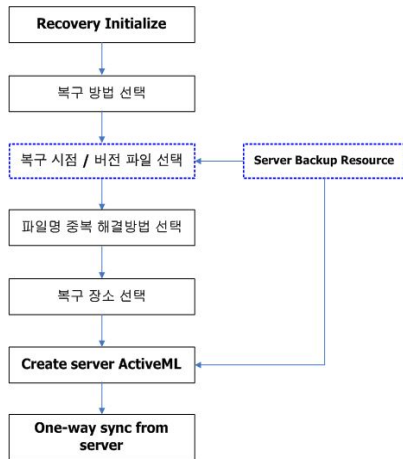 Recovery Initialize
복구 방법 선택
복구 시점 / 버전 파일 선택
Server Backup Resource
파일명 중복 해결방법 선택
복구 장소 선택
Create server ActiveML
One-way sync from
server